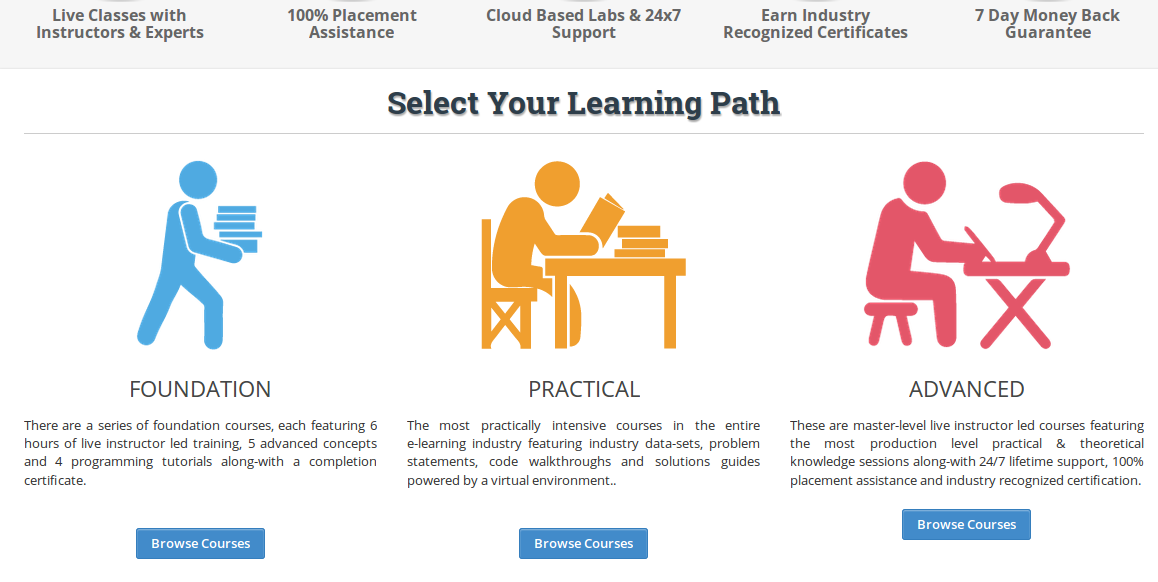 Live Classes with
Instructors & Experts
100% Placement
Assistance
Cloud Based Labs & 24x7
Support
Earn Industry
Recognized Certificates
7 Day Money Back
Guarantee
Select Your Learning Path
FOUNDATION
There are a series of foundation courses, each featuring 6
hours of live instructor led training, 5 advanced concepts
and 4 programming tutorials along-with a completion
certificate.
Browse Courses
PRACTICAL
The most practically intensive courses in the entire
e-learning industry featuring industry data-sets, problem
statements, code walkthroughs and solutions guides
powered by a virtual environment..
Browse Courses
ADVANCED
These are master-level live instructor led courses featuring
the most production level practical & theoretical
knowledge sessions along-with 24/7 lifetime support, 100%
placement assistance and industry recognized certification.
Browse Courses